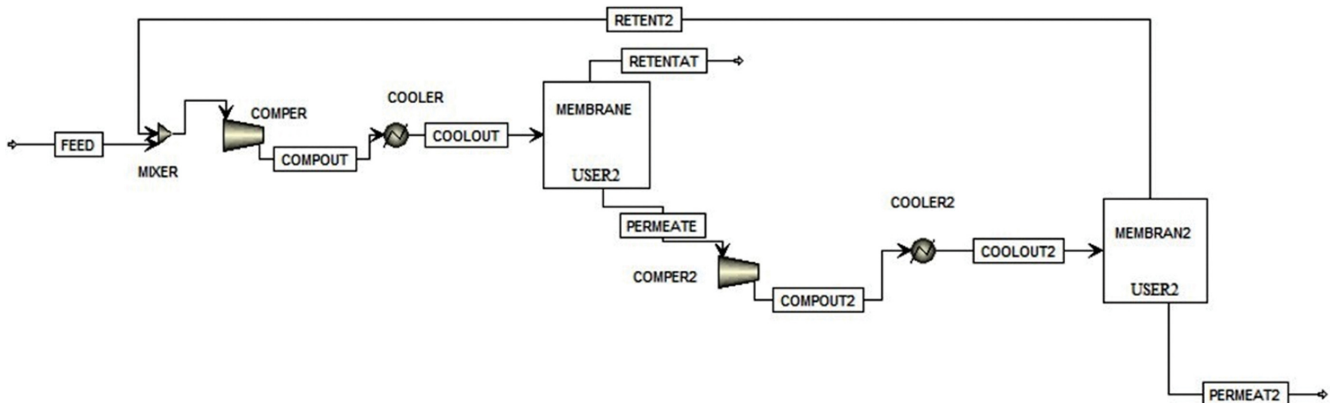 RETENT2
RETENTAT
COOLER
COMPER
MEMBRANE
FEED
COOLOUT
COMPOUT
MIXER
USER2
COOLER2
PERMEATE
MEMBRAN2
COOLOUT2
COMPER2
USER2
COMPOUT2
PERMEAT2